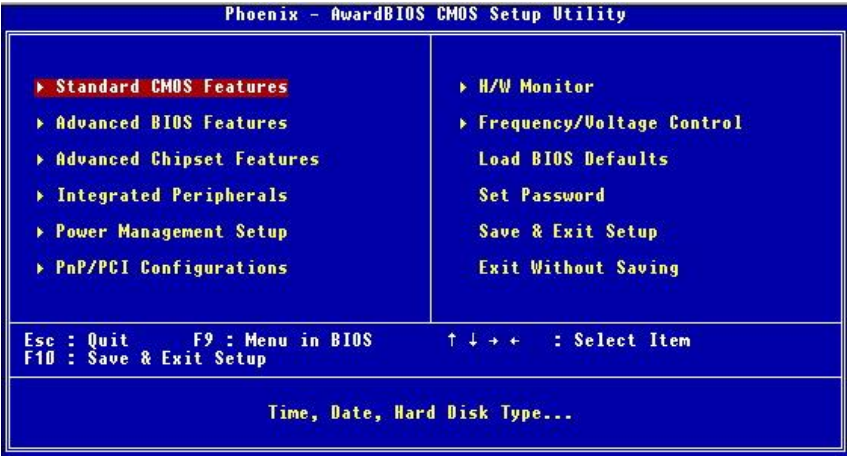 Phoenix - AwardBIOS CMOS Setup Utility
▸ Standard CMOS Features
▸ Advanced BIOS Features
▸ Advanced Chipset Features
▸ Integrated Peripherals
▸ Power Management Setup
▸ PnP/PCI Configurations
▸ H/W Monitor
▸ Frequency/Voltage Control
Load BIOS Defaults
Set Password
Save & Exit Setup
Exit Without Saving
Esc : Quit F9 : Menu in BIOS ↑ ↓ → ← : Select Item
F10 : Save & Exit Setup
Time, Date, Hard Disk Type...